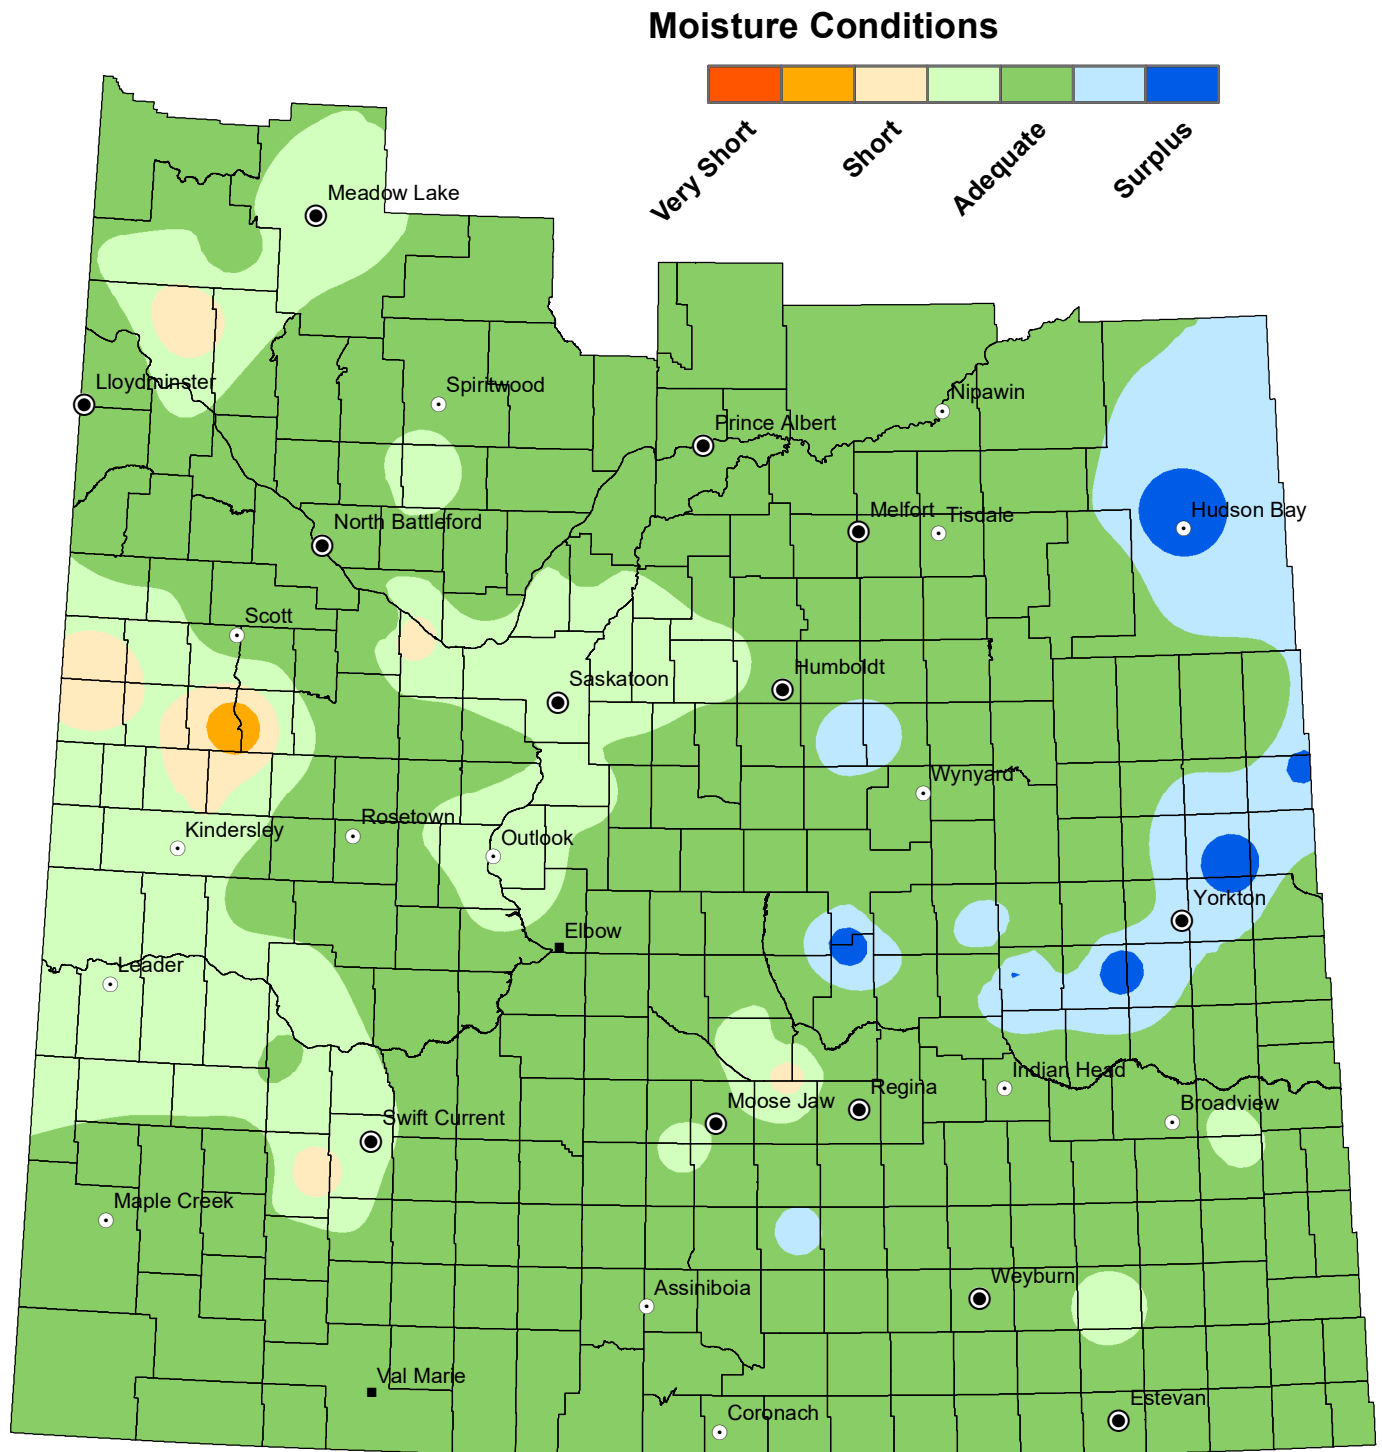 Moisture Conditions
Very Short
Short
Adequate
Surplus
Meadow Lake
Lloydminster
Spiritwood
Nipawin
Prince Albert
Hudson Bay
Melfort
Tisdale
North Battleford
Scott
Humboldt
Saskatoon
Wynyard
Rosetown
Kindersley
Outlook
Yorkton
Elbow
Leader
Indian Head
Regina
Moose Jaw
Broadview
Swift Current
Maple Creek
Weyburn
Assiniboia
Val Marie
Estevan
Coronach